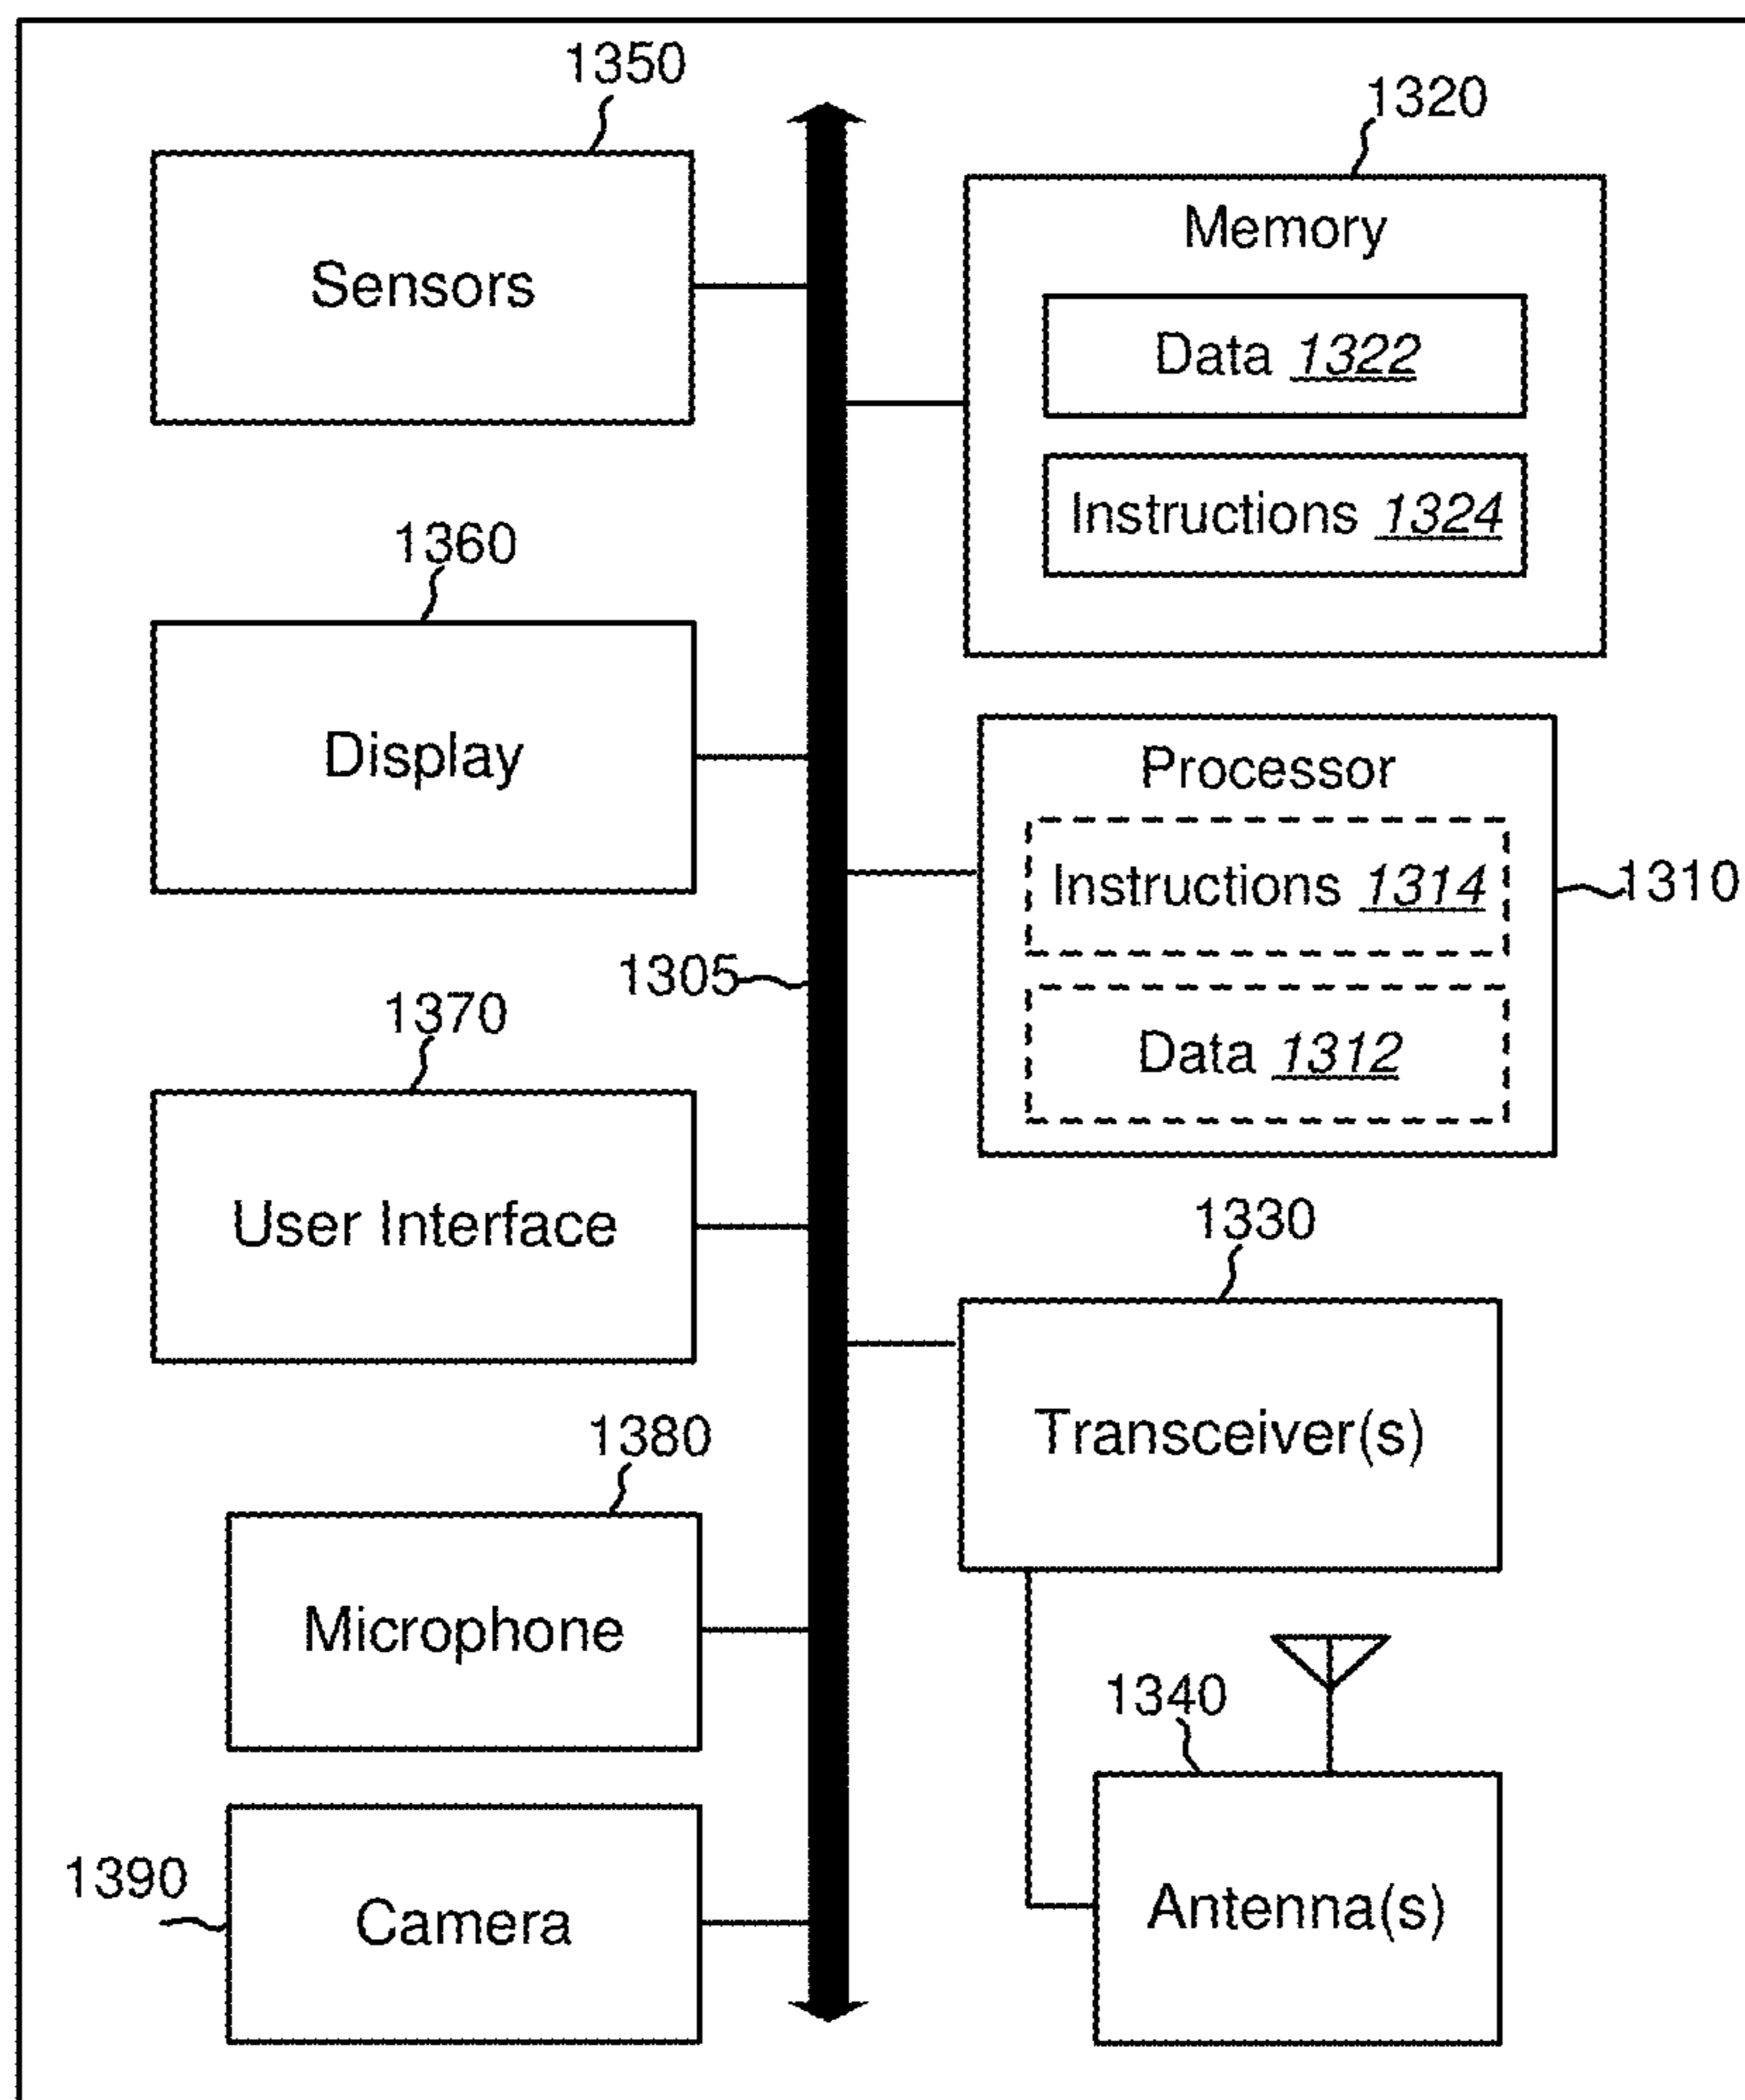 1350
Sensors
1360
Display
1305
1370
User Interface
1380
Microphone
1390
Camera
1320
Memory
Data 1322
Instructions 1324
Processor
Instructions 1314
1310
Data 1312
1330
Transceiver(s)
1340
Antenna(s)